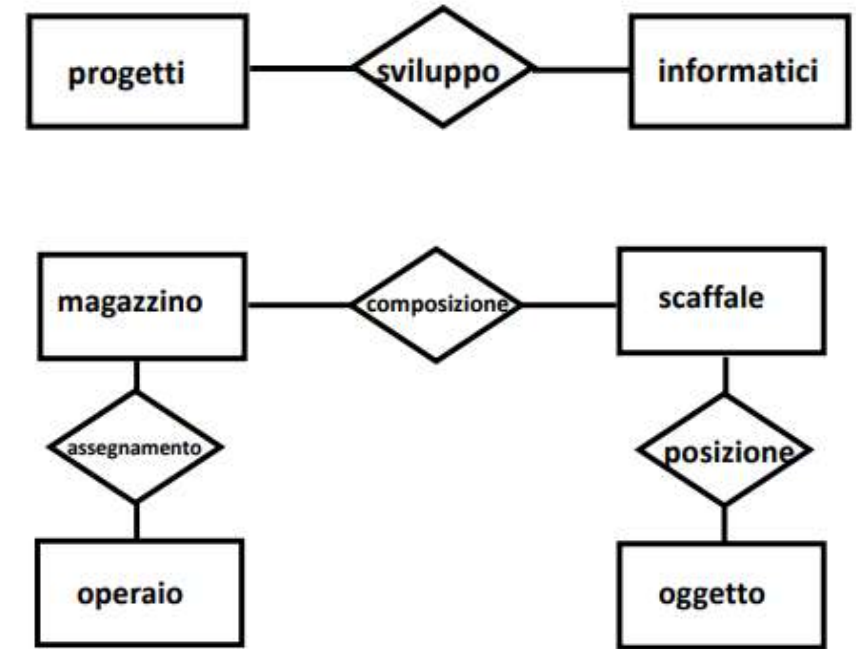 progetti
sviluppo
informatici
magazzino
composizione
scaffale
assegnamento
posizione
operaio
oggetto